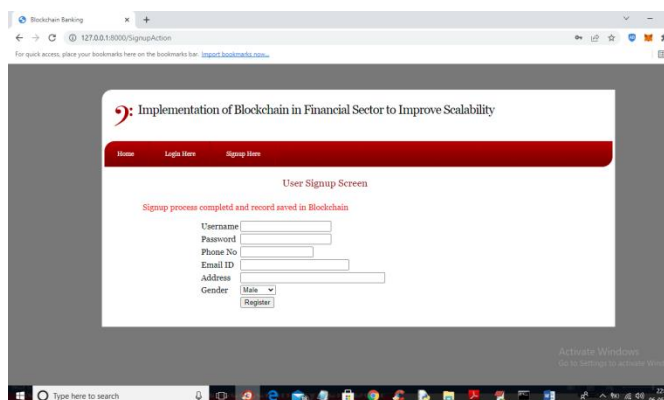 Blockchain Banking
127.0.0.1:8000/SignupAction
For quick access, place your bookmarks here on the bookmarks bar. Import bookmarks now...
Implementation of Blockchain in Financial Sector to Improve Scalability
Home Login Here Signup Here
User Signup Screen
Signup process completd and record saved in Blockchain
Username
Password
Phone No
Email ID
Address
Gender Male
Register
Activate Windows
Go to Settings to activate Wind
Type here to search